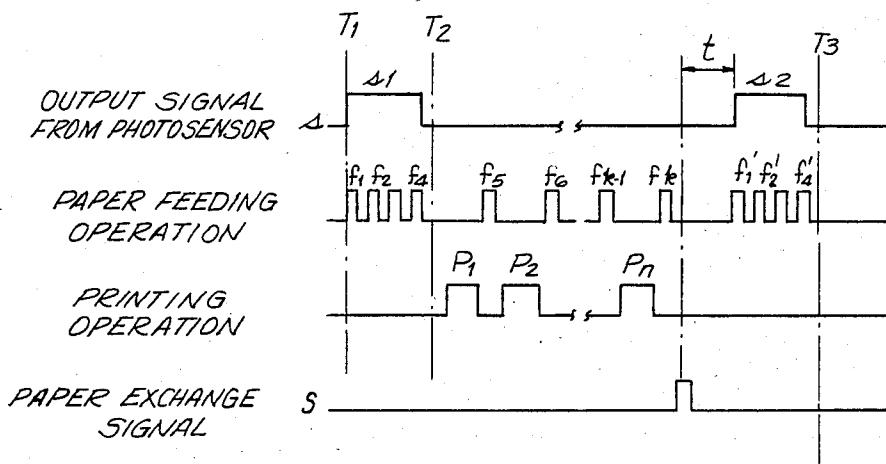 T1 T2 t T3
s1 s2
OUTPUT SIGNAL
FROM PHOTOSENSOR s
f1 f2 f4 f5 f6 fk-1 fk f1' f2' f4'
PAPER FEEDING
OPERATION
P1 P2 Pn
PRINTING
OPERATION
PAPER EXCHANGE S
SIGNAL